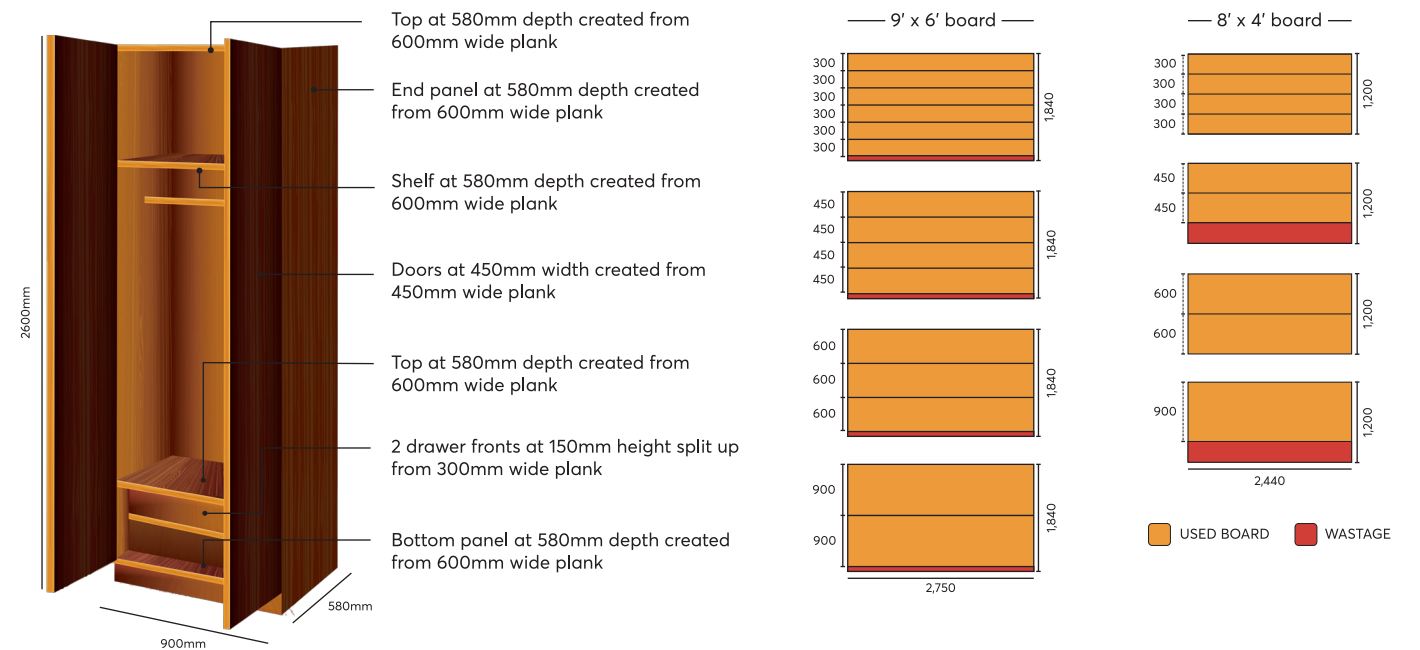 Top at 580mm depth created from
600mm wide plank
End panel at 580mm depth created
from 600mm wide plank
Shelf at 580mm depth created from
600mm wide plank
Doors at 450mm width created from
450mm wide plank
Top at 580mm depth created from
600mm wide plank
2 drawer fronts at 150mm height split up
from 300mm wide plank
Bottom panel at 580mm depth created
from 600mm wide plank
2600mm
580mm
900mm
9' x 6' board
300
300
300
300
300
300
1,840
450
450
450
450
1,840
600
600
600
1,840
900
900
1,840
2,750
8' x 4' board
300
300
300
300
1,200
450
450
1,200
600
600
1,200
900
1,200
2,440
USED BOARD
WASTAGE